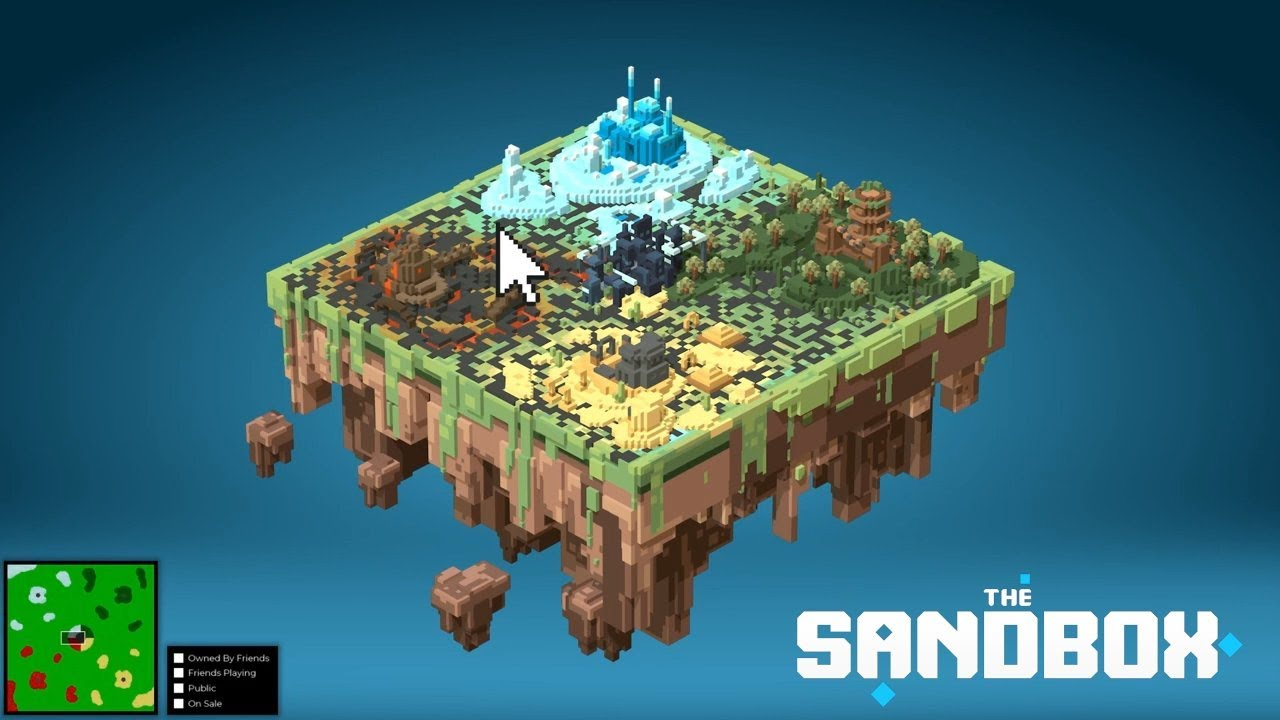 THE
SANDBOX
Owned By Friends
Friends Playing
Public
On Sale